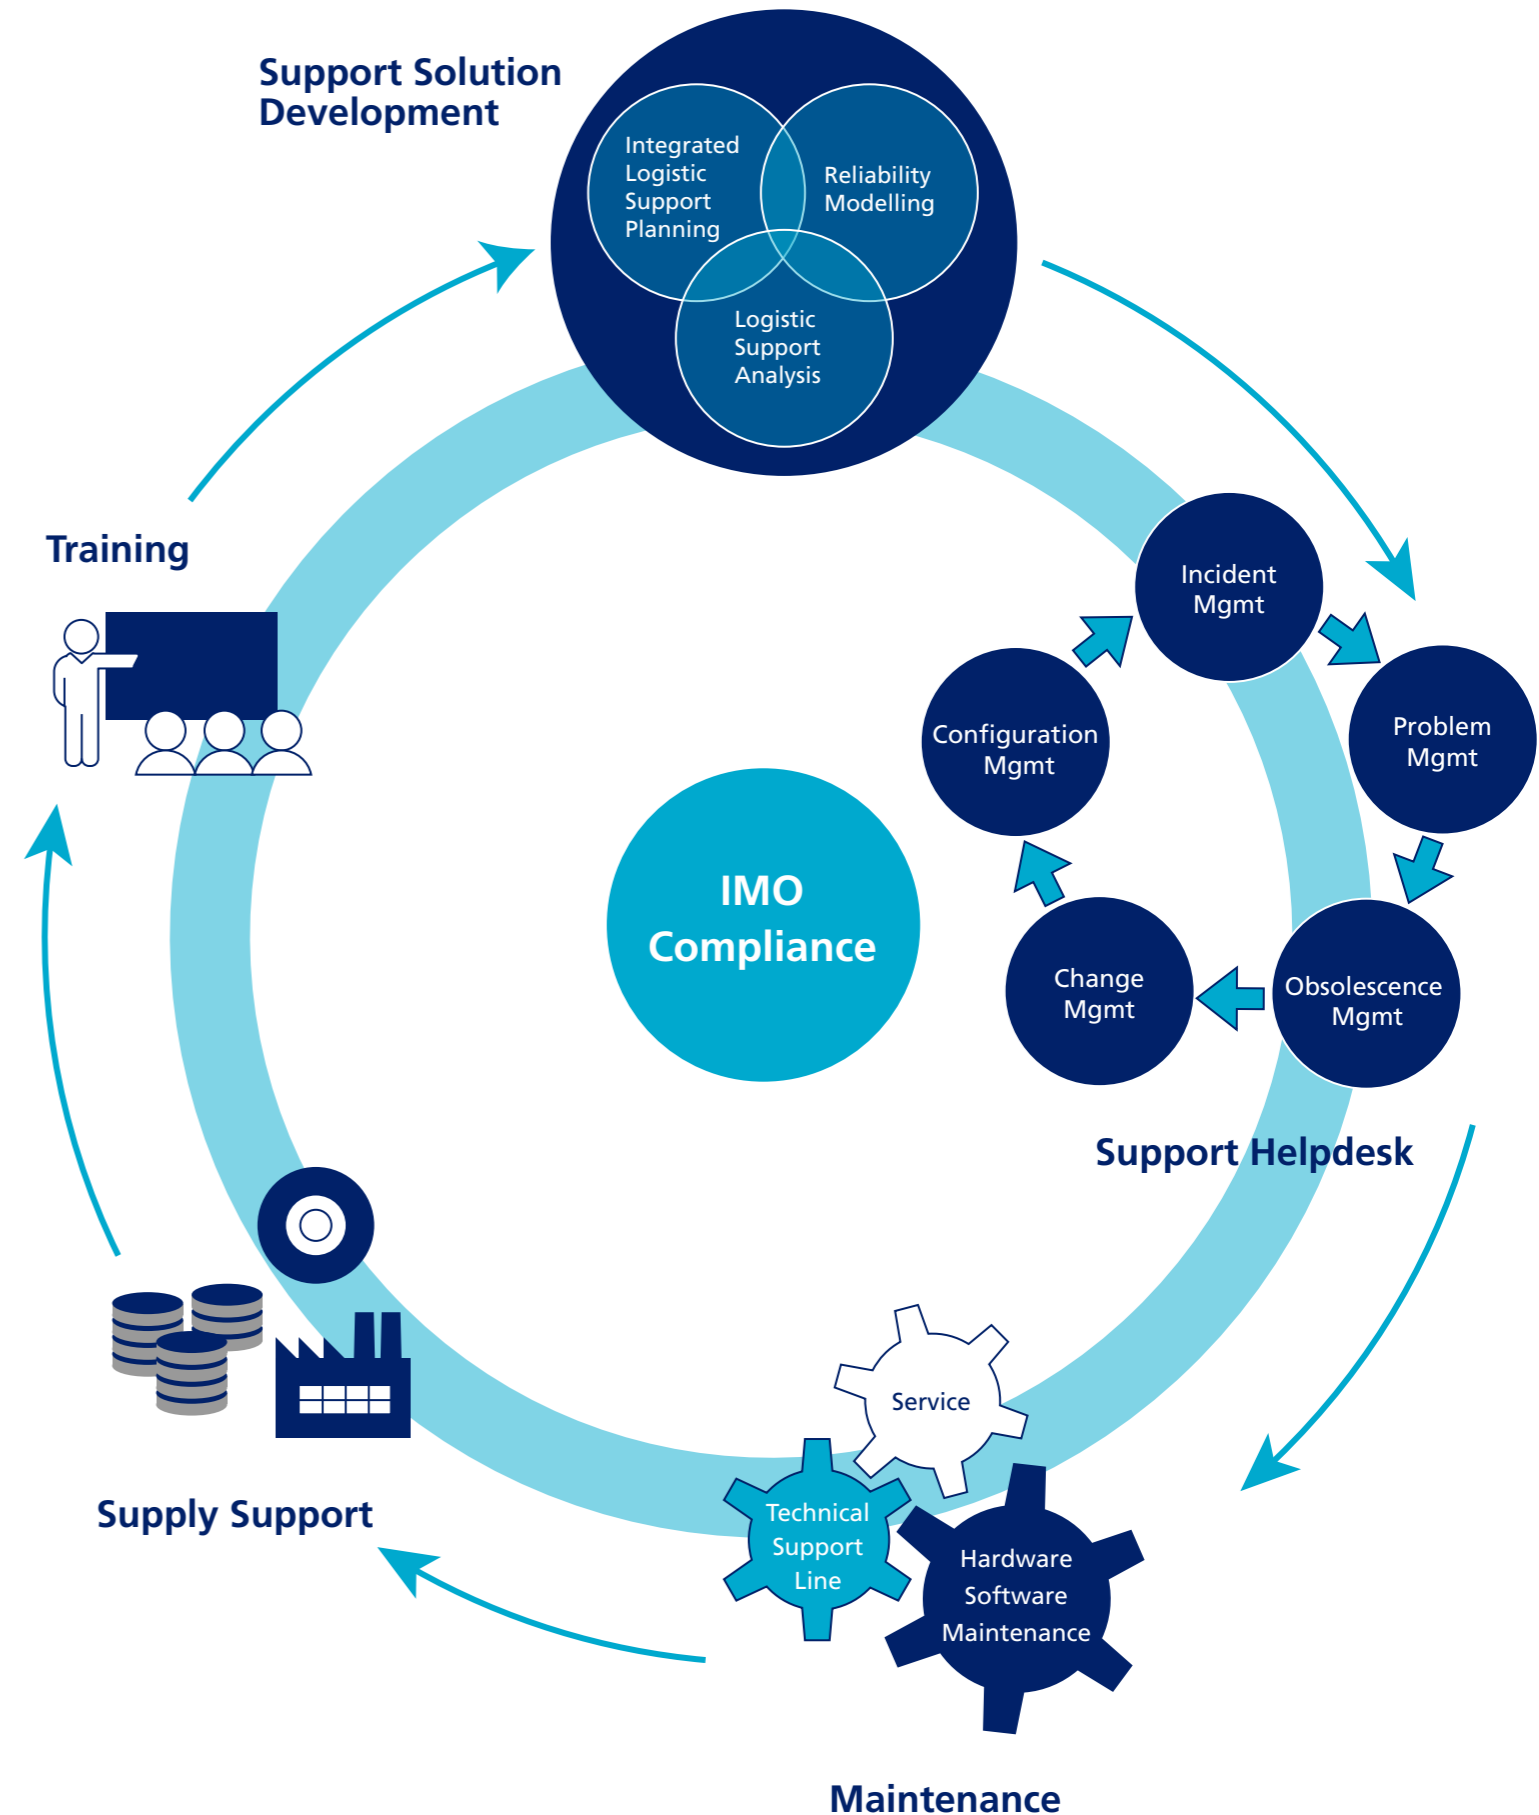 Support Solution
Development
Integrated
Logistic
Support
Planning
Reliability
Modelling
Logistic
Support
Analysis
Training
Incident
Mgmt
Problem
Mgmt
Configuration
Mgmt
IMO
Compliance
Change
Mgmt
Obsolescence
Mgmt
Support Helpdesk
Service
Technical
Support
Line
Hardware
Software
Maintenance
Supply Support
Maintenance